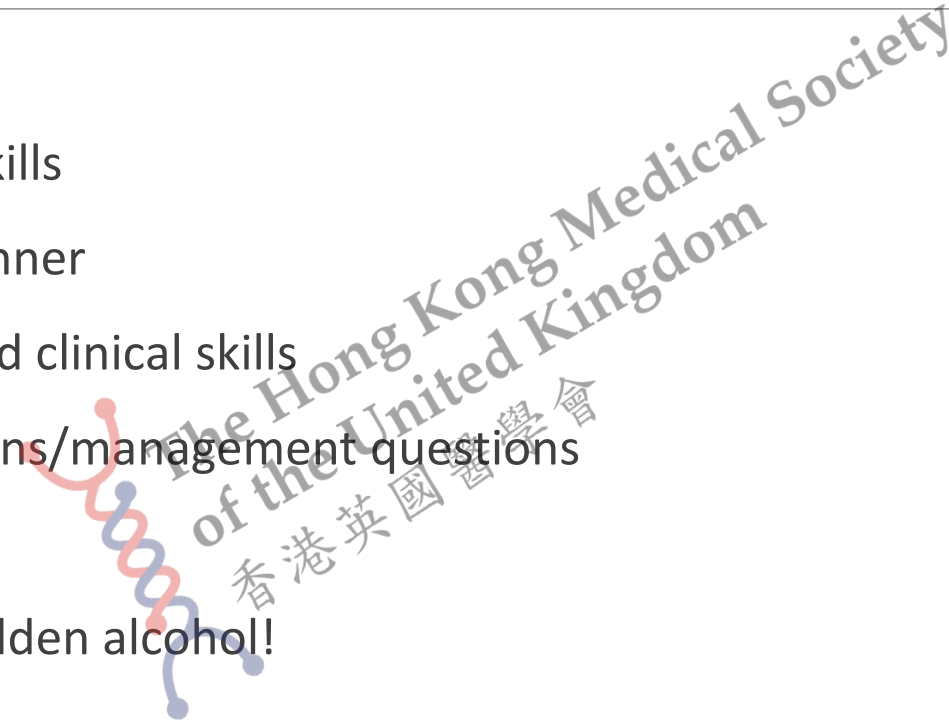 kills
nner
d clinical skills
ns/management questions
dden alcohol!
The Hong Kong Medical Society
of the United Kingdom
香港英國醫學會